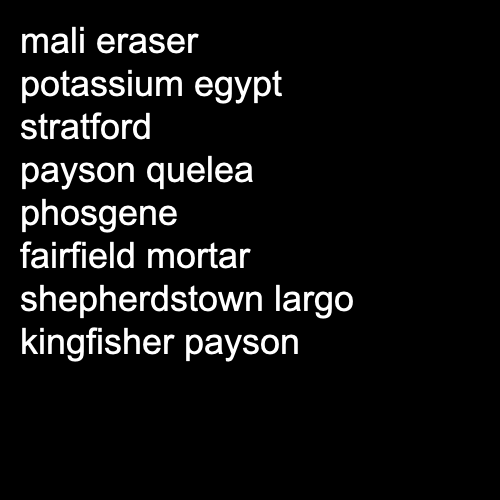 mali eraser
potassium egypt
stratford
payson quelea
phosgene
fairfield mortar
shepherdstown largo
kingfisher payson